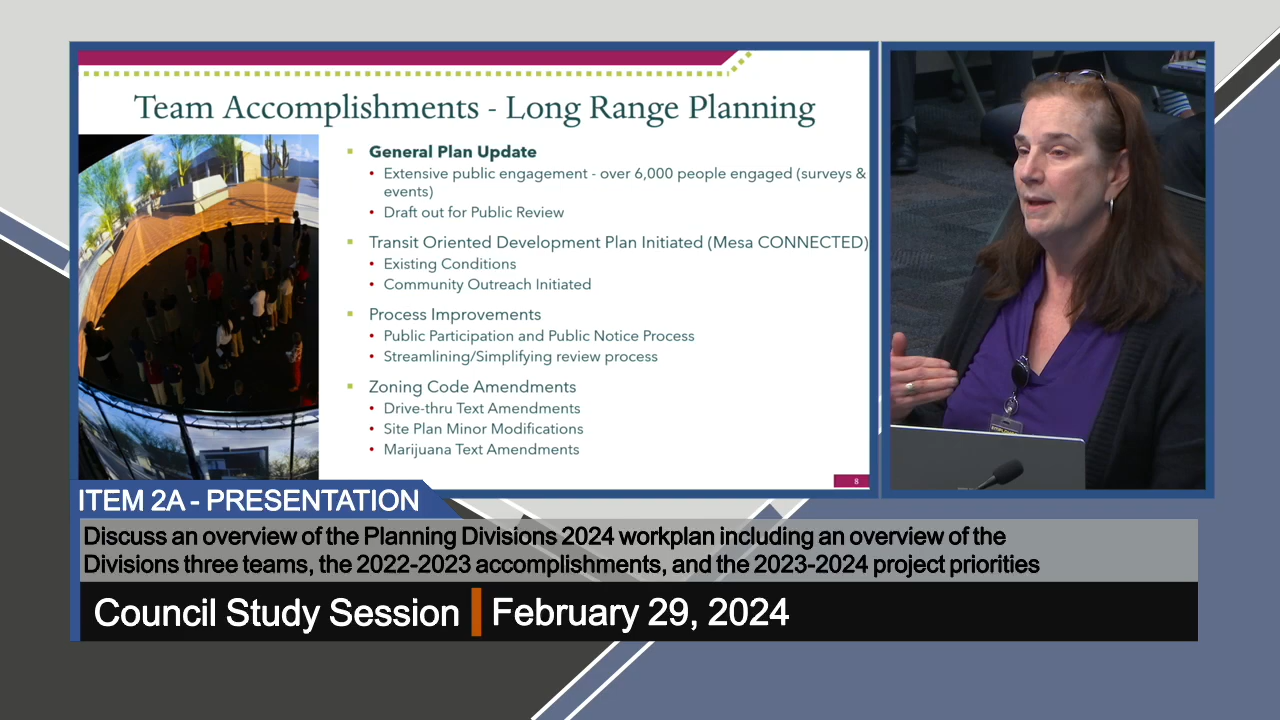 Team Accomplishments - Long Range Planning
General Plan Update
Extensive public engagement - over 6,000 people engaged (surveys &
events)
Draft out for Public Review
Transit Oriented Development Plan Initiated (Mesa CONNECTED)
Existing Conditions
Community Outreach Initiated
Process Improvements
Public Participation and Public Notice Process
Streamlining/Simplifying review process
Zoning Code Amendments
Drive-thru Text Amendments
Site Plan Minor Modifications
Marijuana Text Amendments
8
ITEM 2A - PRESENTATION
Discuss an overview of the Planning Divisions 2024 workplan including an overview of the
Divisions three teams, the 2022-2023 accomplishments, and the 2023-2024 project priorities
Council Study Session
February 29, 2024